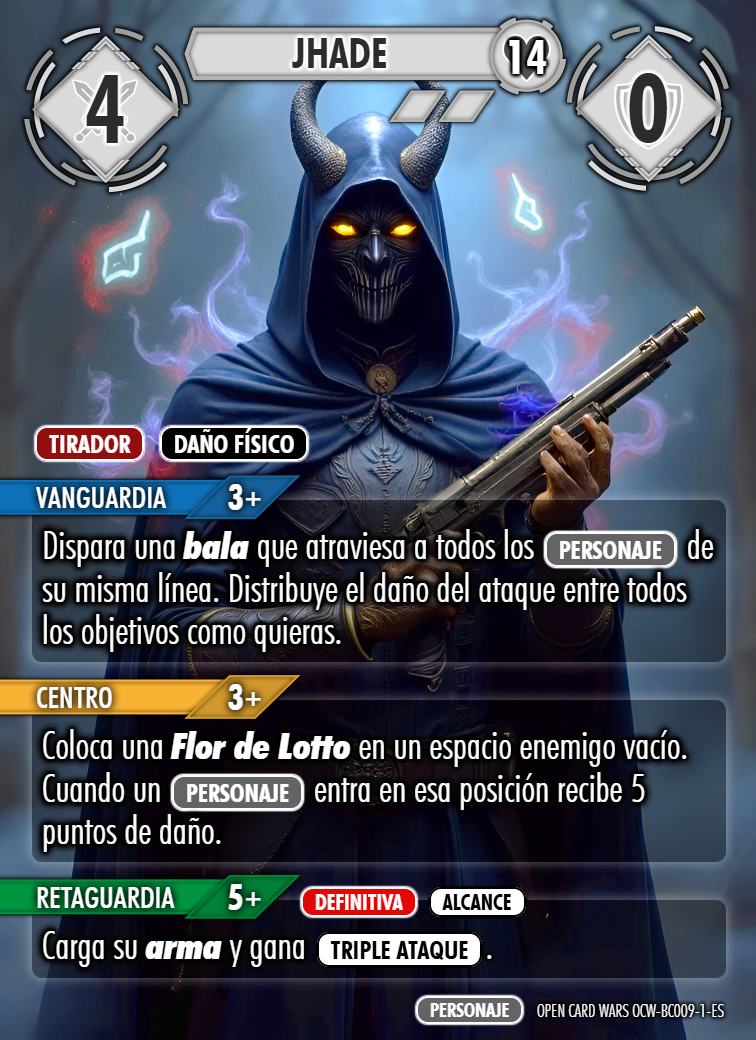 4
JHADE
14
0
TIRADOR DAÑO FÍSICO
VANGUARDIA 3+
Dispara una bala que atraviesa a todos los PERSONAJE de
su misma línea. Distribuye el daño del ataque entre todos
los objetivos como quieras.
CENTRO 3+
Coloca una Flor de Lotto en un espacio enemigo vacío.
Cuando un PERSONAJE entra en esa posición recibe 5
puntos de daño.
RETAGUARDIA 5+ DEFINITIVA ALCANCE
Carga su arma y gana TRIPLE ATAQUE .
PERSONAJE OPEN CARD WARS OCW-BC009-1-ES